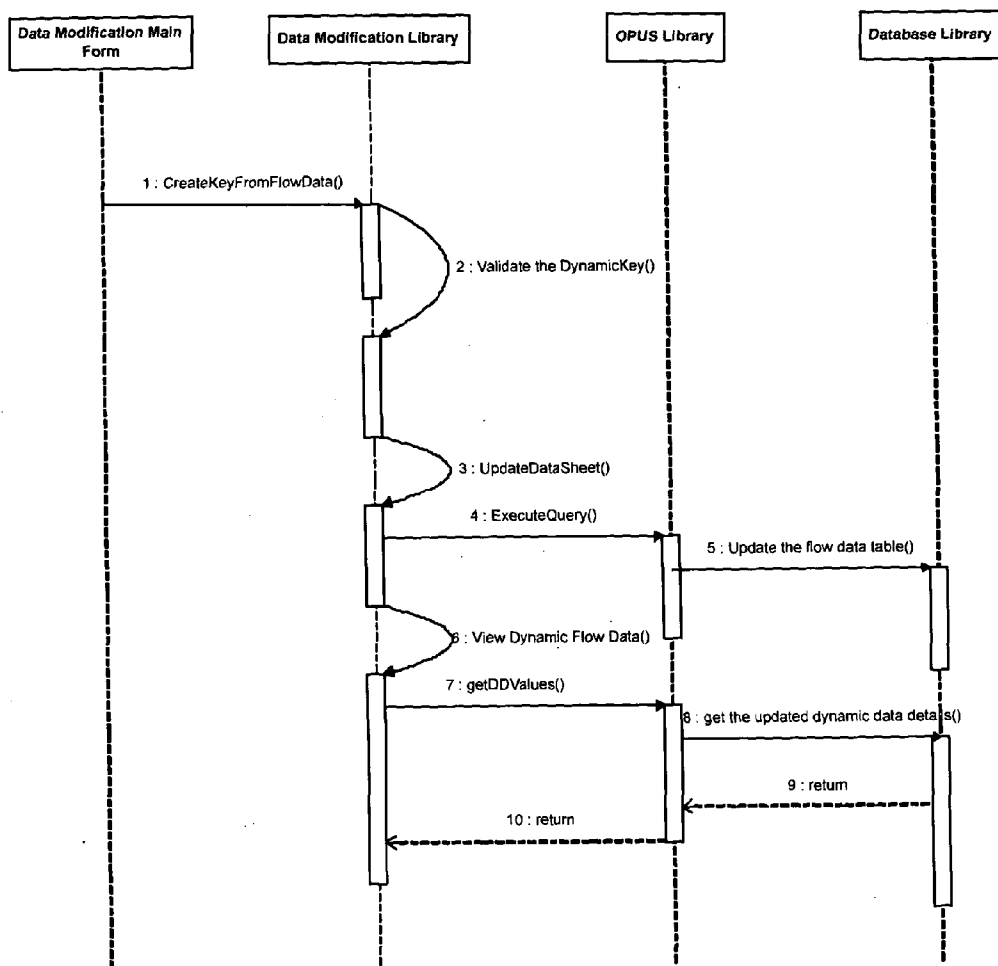 Data Modification Main
Form
Data Modification Library
OPUS Library
Database Library
1 : CreateKeyFromFlowData()
2 : Validate the DynamicKey()
3 : UpdateDataSheet()
4 : ExecuteQuery()
5 : Update the flow data table()
6 : View Dynamic Flow Data()
7 : getDDValues()
8 : get the updated dynamic data details()
9 : return
10 : return